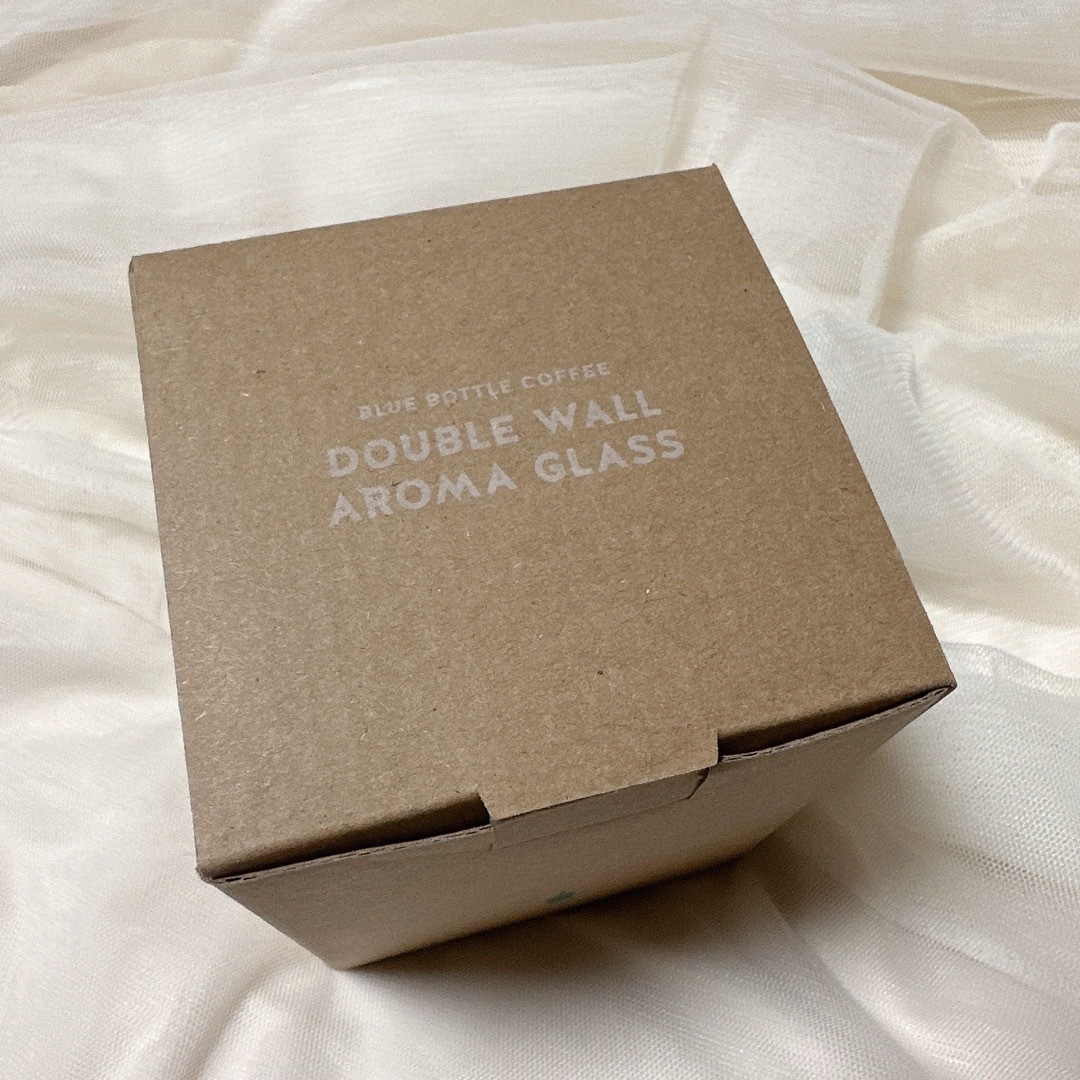 BLUE BOTTLE COFFEE
DOUBLE WALL
AROMA GLASS